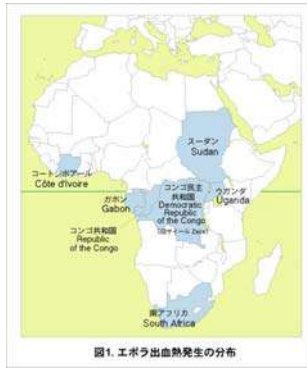 スーダン
Sudan
コートジボアール
Côte d'Ivoire
ガボン
Gabon
コンゴ民主
共和国
Democratic
Republic
of the Congo
(旧ザイール Zaire)
ウガンダ
Uganda
コンゴ共和国
Republic
of the Congo
南アフリカ
South Africa
図1. エボラ出血熱発生の分布